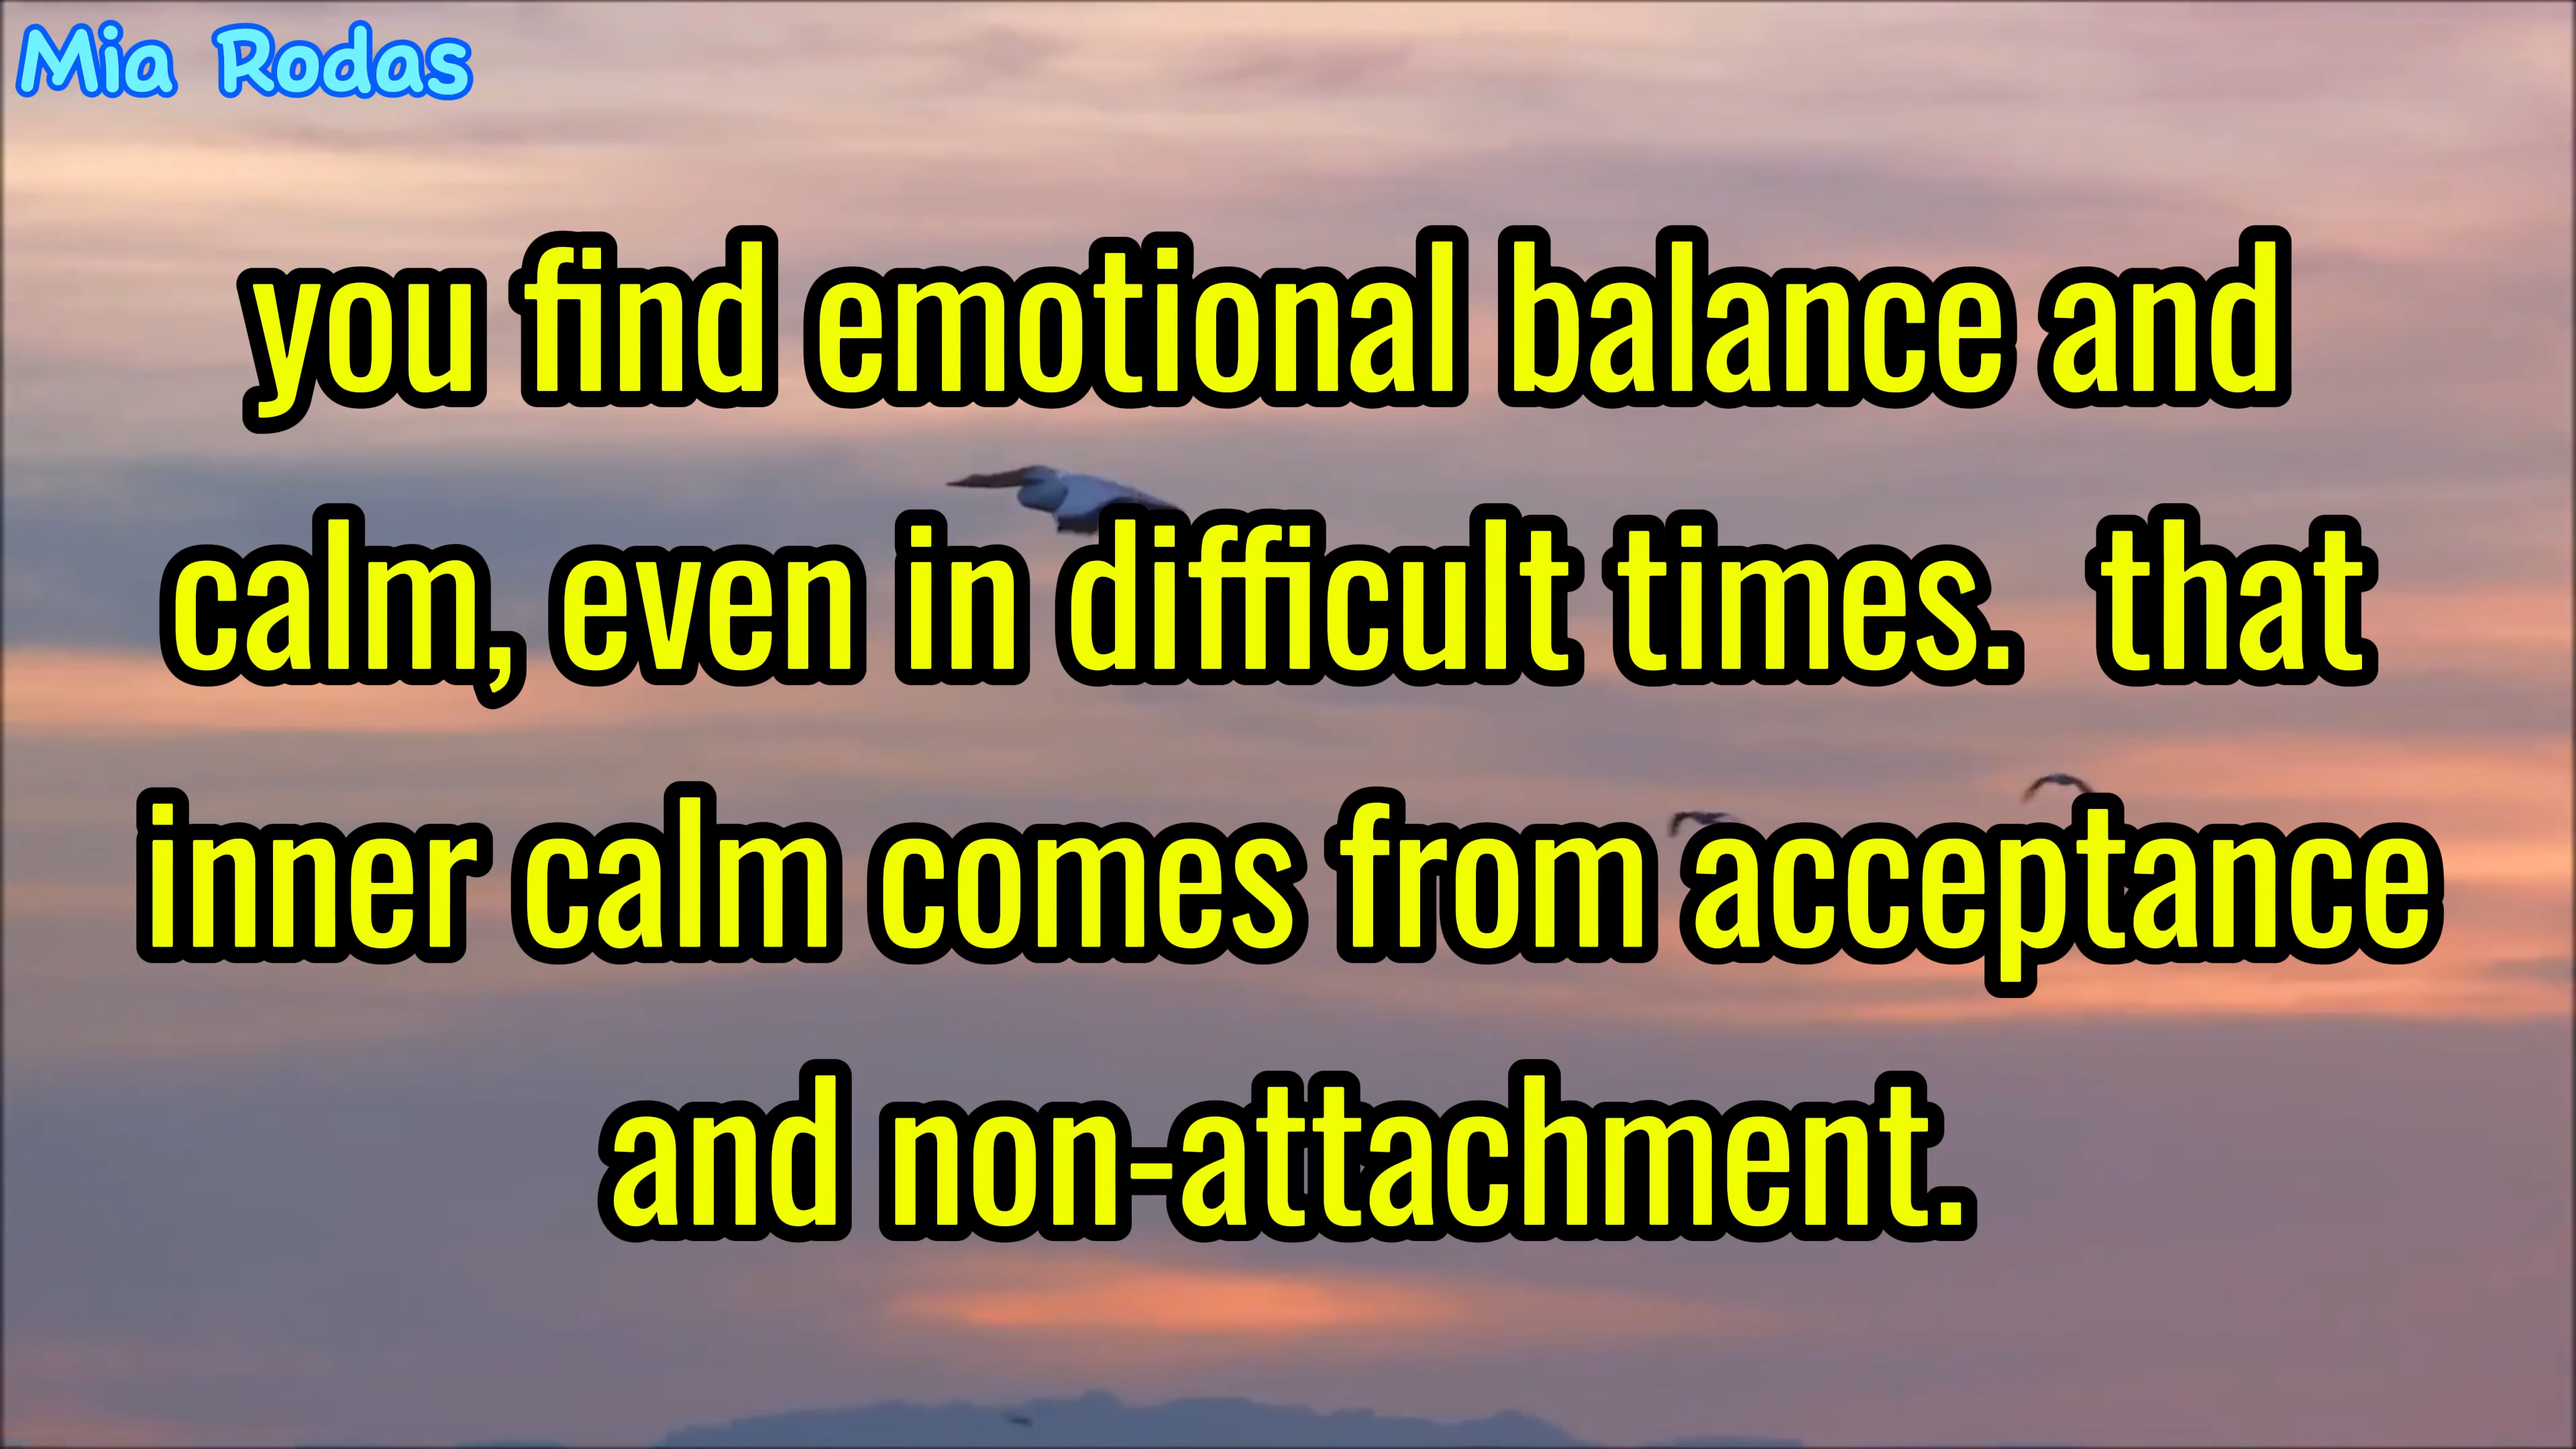 Mia Rodas
you find emotional balance and
calm, even in difficult times.  that
inner calm comes from acceptance
and non-attachment.